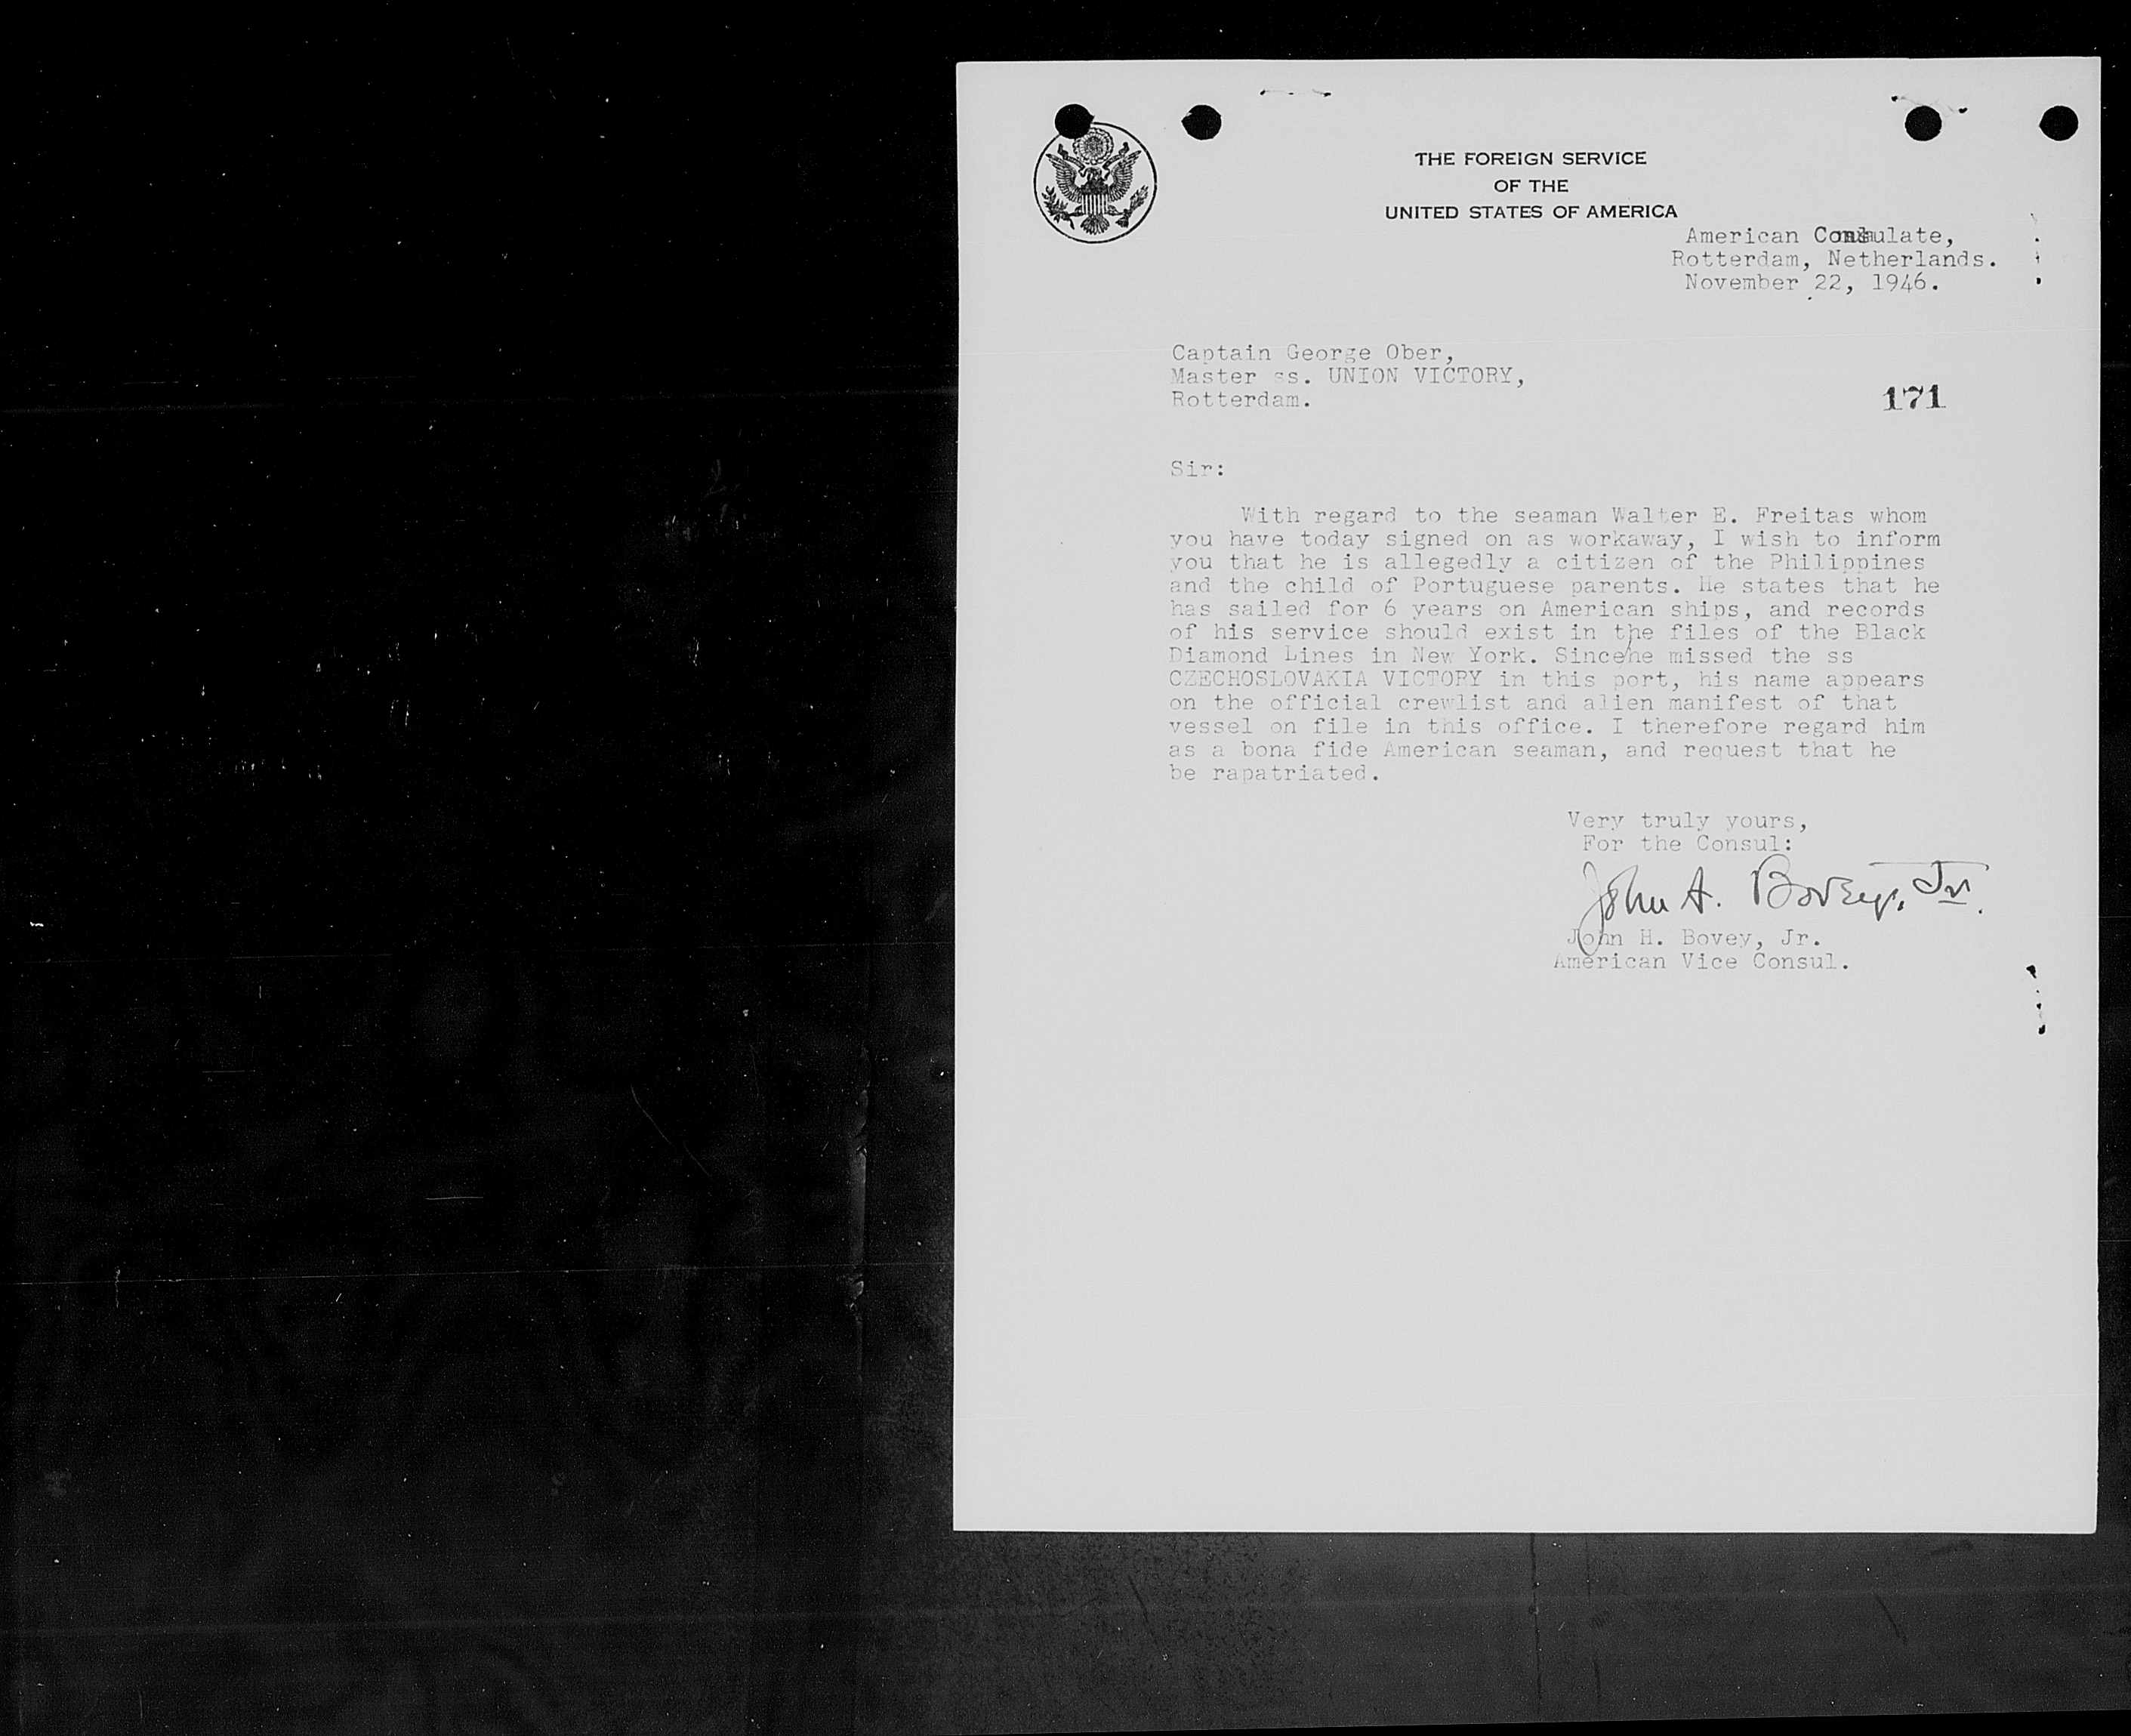 THE FOREIGN SERVICE
OF THE
UNITED STATES OF AMERICA
American Consulate,
Rotterdam, Netherlands.
November 22, 1946.
Captain George Ober,
Master ss. UNION VICTORY,
Rotterdam.
171
Sir:
With regard to the seaman Walter E. Freitas whom
you have today signed on as workaway, I wish to inform
you that he is allegedly a citizen of the Philippines
and the child of Portuguese parents. He states that he
has sailed for 6 years on American ships, and records
of his service should exist in the files of the Black
Diamond Lines in New York. Since/he missed the ss
CZECHOSLOVAKIA VICTORY in this port, his name appears
on the official crewlist and alien manifest of that
vessel on file in this office. I therefore regard him
as a bona fide American seaman, and request that he
be rapatriated.
Very truly yours,
For the Consul:
John A. Bovey, Jr.
John H. Bovey, Jr.
American Vice Consul.